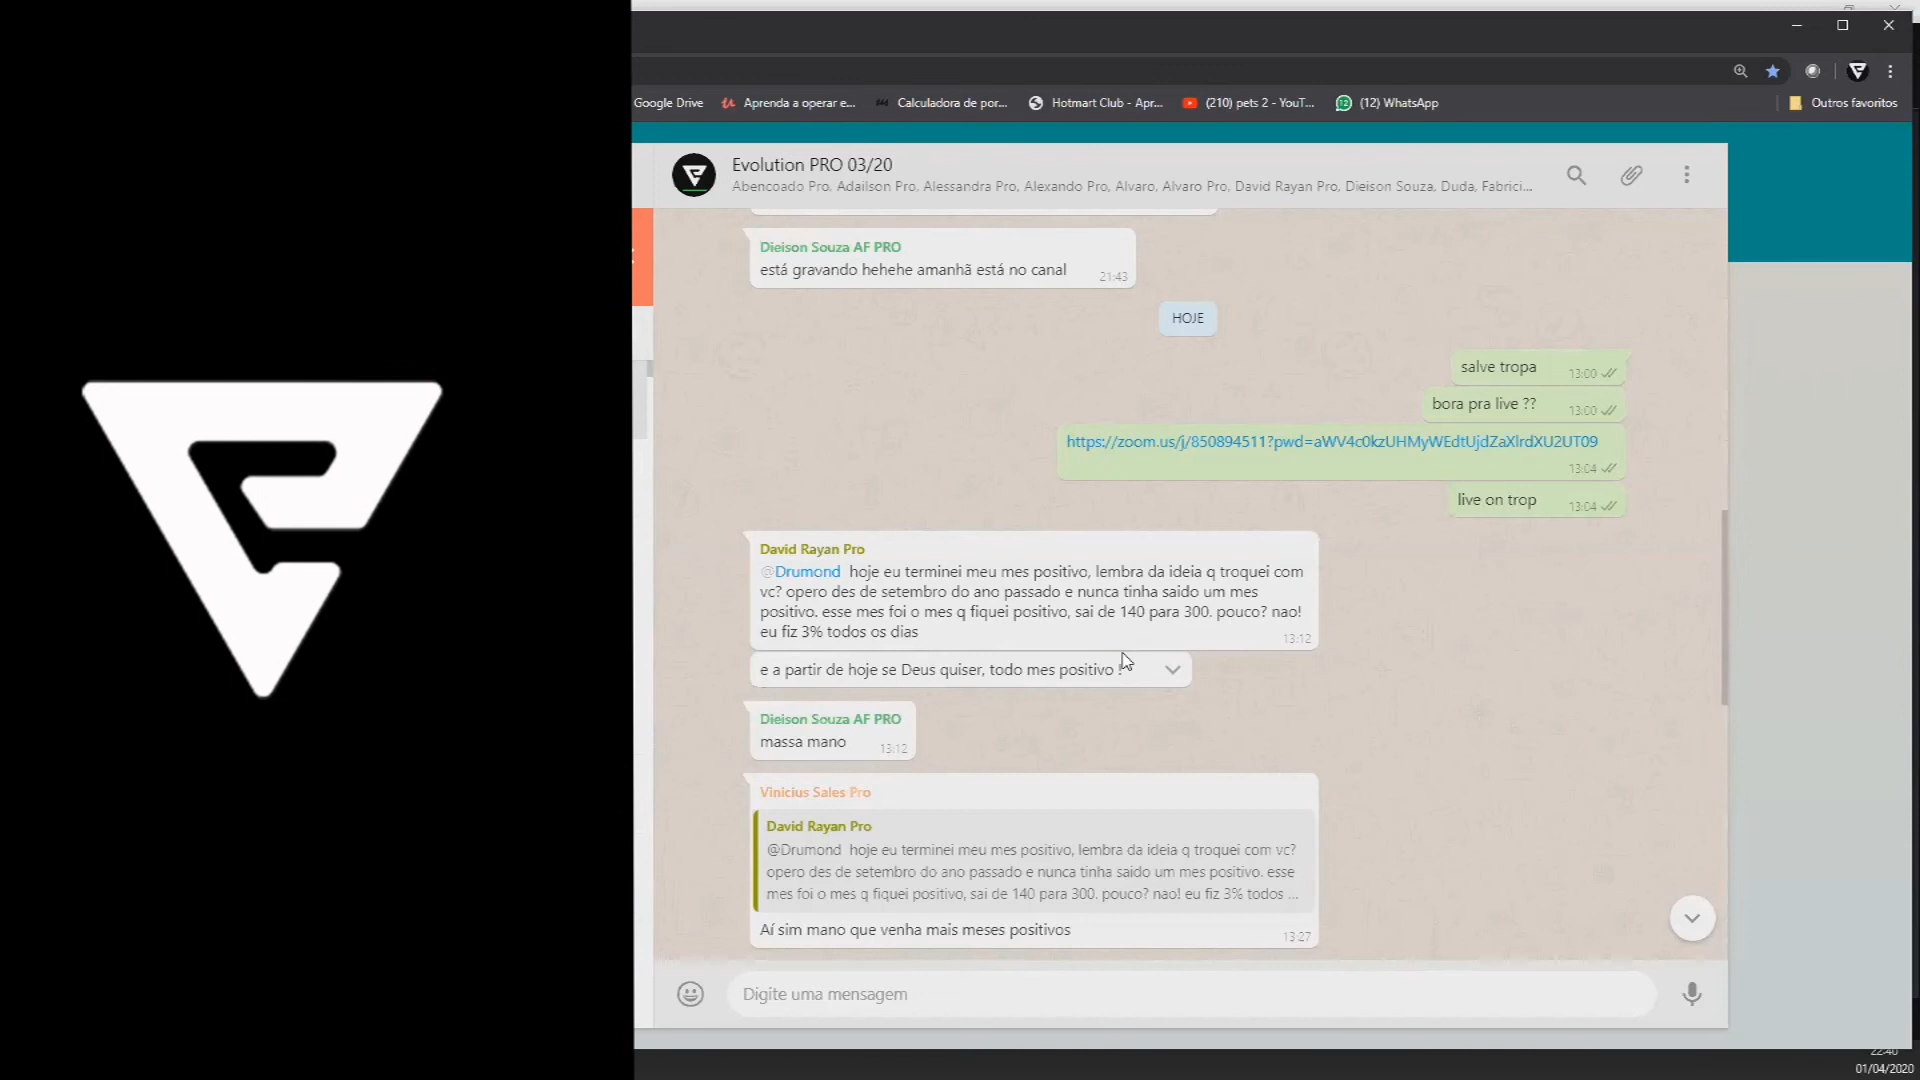 Google Drive
Aprenda a operar e...
Calculadora de por...
Hotmart Club - Apr...
(210) pets 2 - YouT...
(12) WhatsApp
Outros favoritos
Evolution PRO 03/20
Abencoado Pro, Adailson Pro, Alessandra Pro, Alexando Pro, Alvaro, Alvaro Pro, David Rayan Pro, Dieison Souza, Duda, Fabrici...
Dieison Souza AF PRO
está gravando hehehe amanhã está no canal
21:43
HOJE
salve tropa
13:00
bora pra live ??
13:00
https://zoom.us/j/850894511?pwd=aWV4c0kzUHMyWEdtUjdZaXlrdXU2UT09
13:04
live on trop
13:04
David Rayan Pro
@Drumond hoje eu terminei meu mes positivo, lembra da ideia q troquei com
vc? opero des de setembro do ano passado e nunca tinha saido um mes
positivo. esse mes foi o mes q fiquei positivo, sai de 140 para 300. pouco? nao!
eu fiz 3% todos os dias
13:12
e a partir de hoje se Deus quiser, todo mes positivo !
Dieison Souza AF PRO
massa mano
13:12
Vinicius Sales Pro
David Rayan Pro
@Drumond hoje eu terminei meu mes positivo, lembra da ideia q troquei com vc?
opero des de setembro do ano passado e nunca tinha saido um mes positivo. esse
mes foi o mes q fiquei positivo, sai de 140 para 300. pouco? nao! eu fiz 3% todos ...
Aí sim mano que venha mais meses positivos
13:27
Digite uma mensagem
22:40
01/04/2020